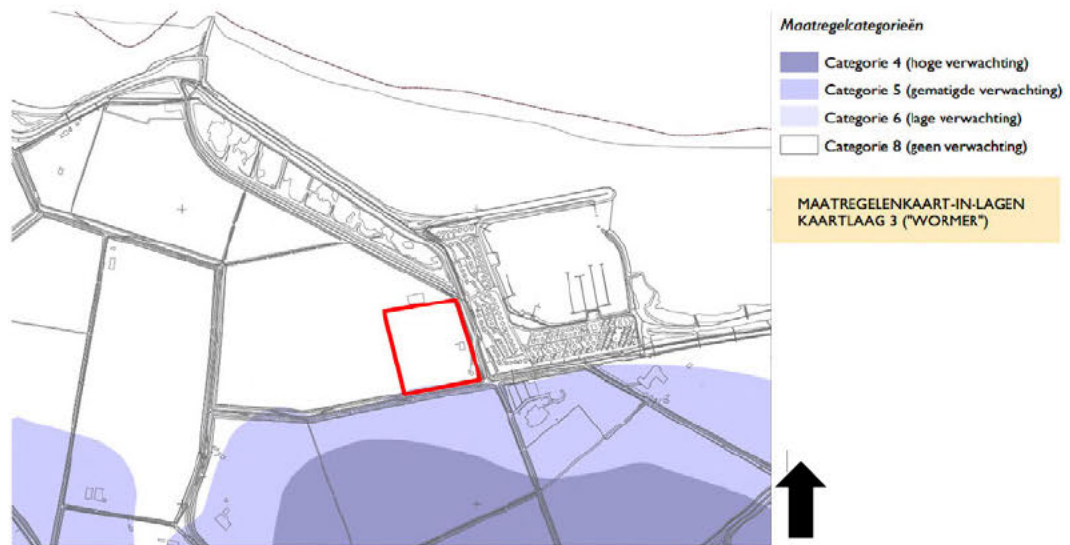 Maatregelcategorieën
Categorie 4 (hoge verwachting)
Categorie 5 (gematigde verwachting)
Categorie 6 (lage verwachting)
Categorie 8 (geen verwachting)
MAATREGELENKAART-IN-LAGEN
KAARTLAAG 3 ("WORMER")